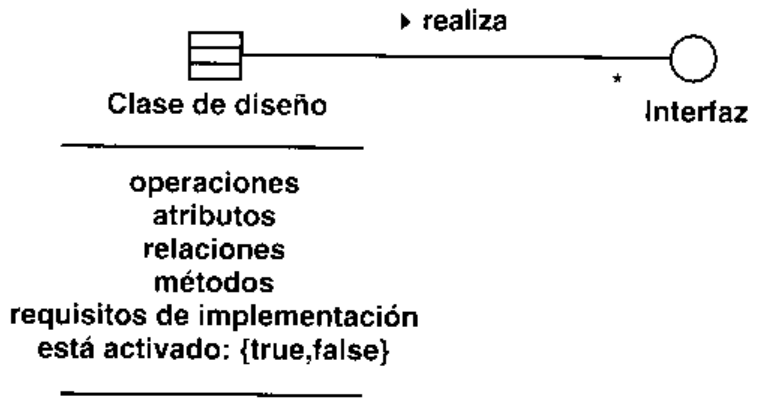 ▸ realiza
*
Clase de diseño
Interfaz
operaciones
atributos
relaciones
métodos
requisitos de implementación
está activado: {true,false}